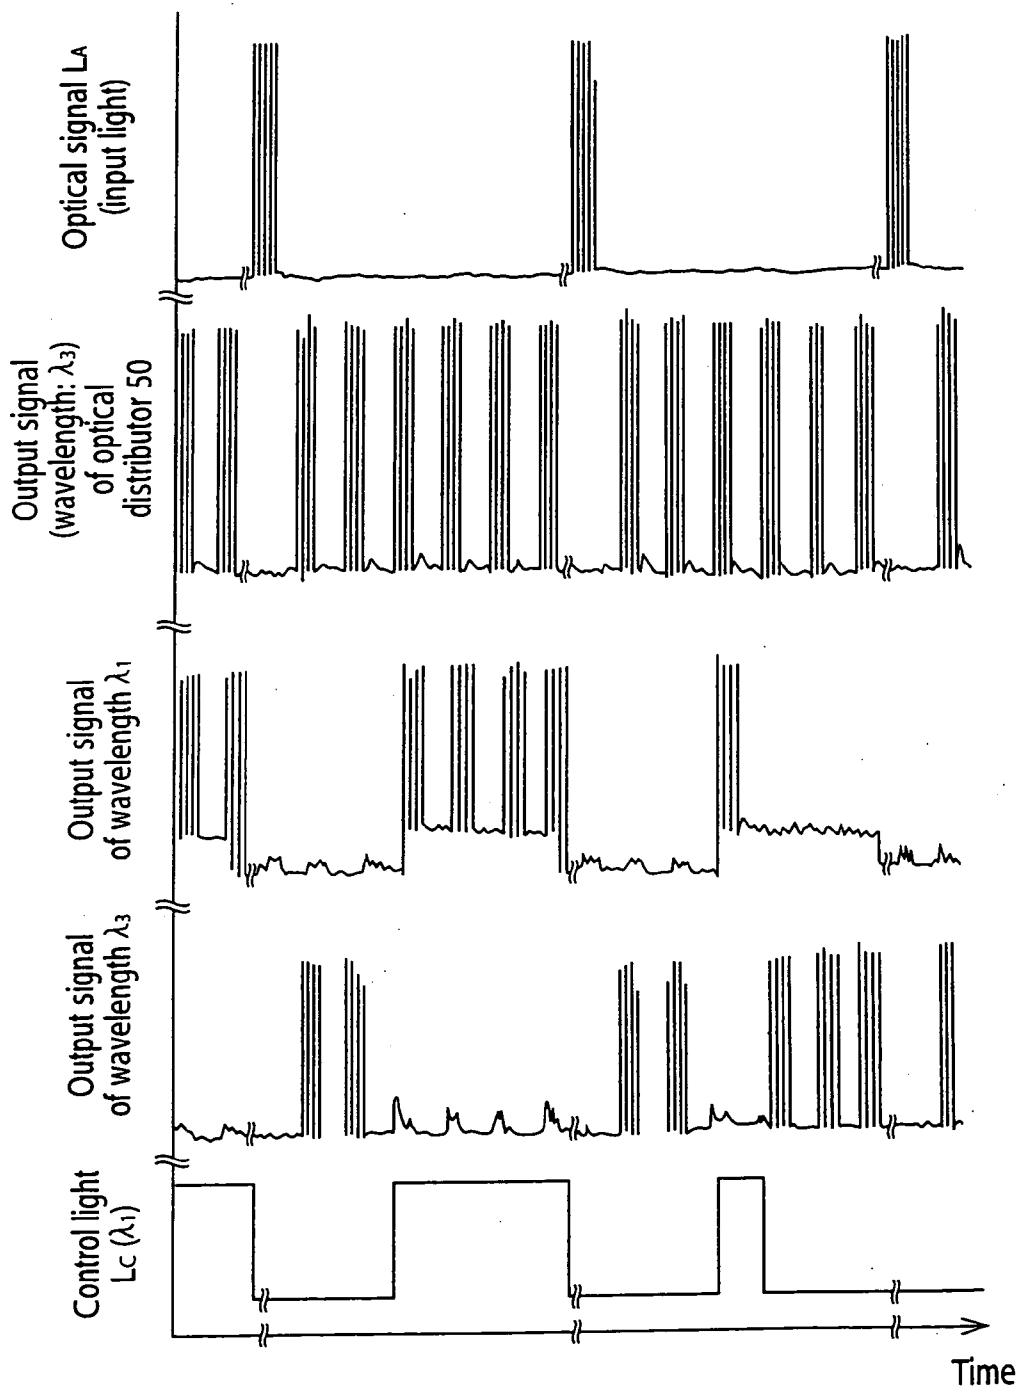 Optical signal LA
(input light)
Output signal
(wavelength: λ3)
of optical
distributor 50
Output signal
of wavelength λ1
Output signal
of wavelength λ3
Control light
LC (λ1)
Time